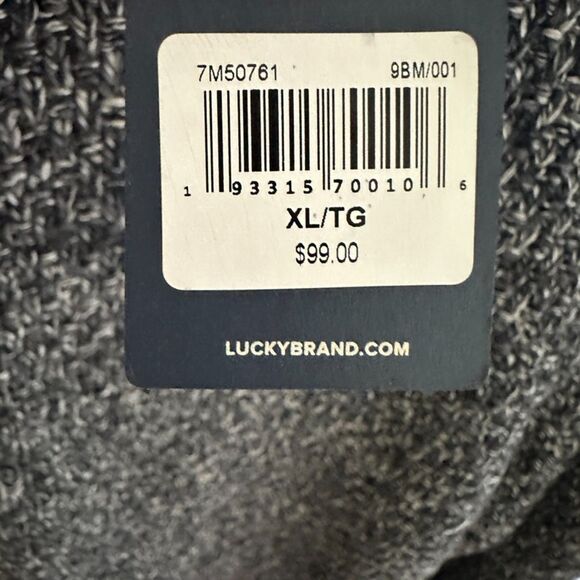 7M50761 9BM/001
1 93315 70010 6
XL/TG
$99.00
LUCKYBRAND.COM